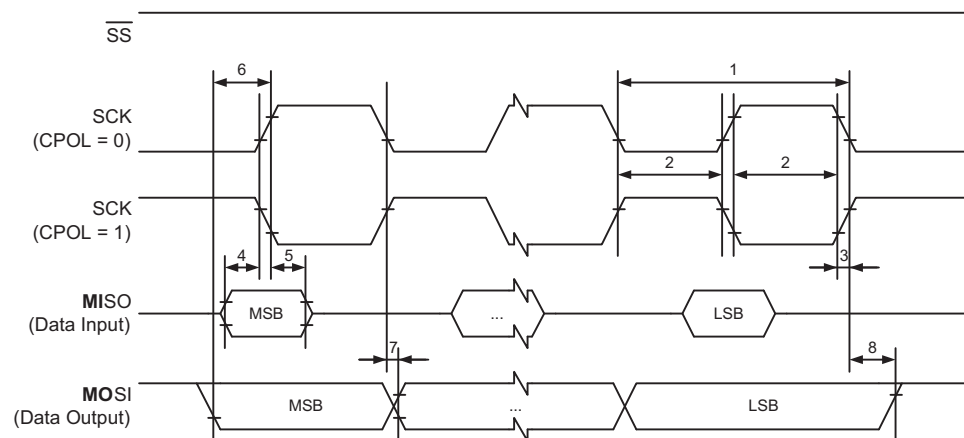 SS
6
1
SCK
(CPOL = 0)
2
2
SCK
(CPOL = 1)
4
5
3
MISO
(Data Input)
MSB
...
LSB
7
8
MOSI
(Data Output)
MSB
...
LSB